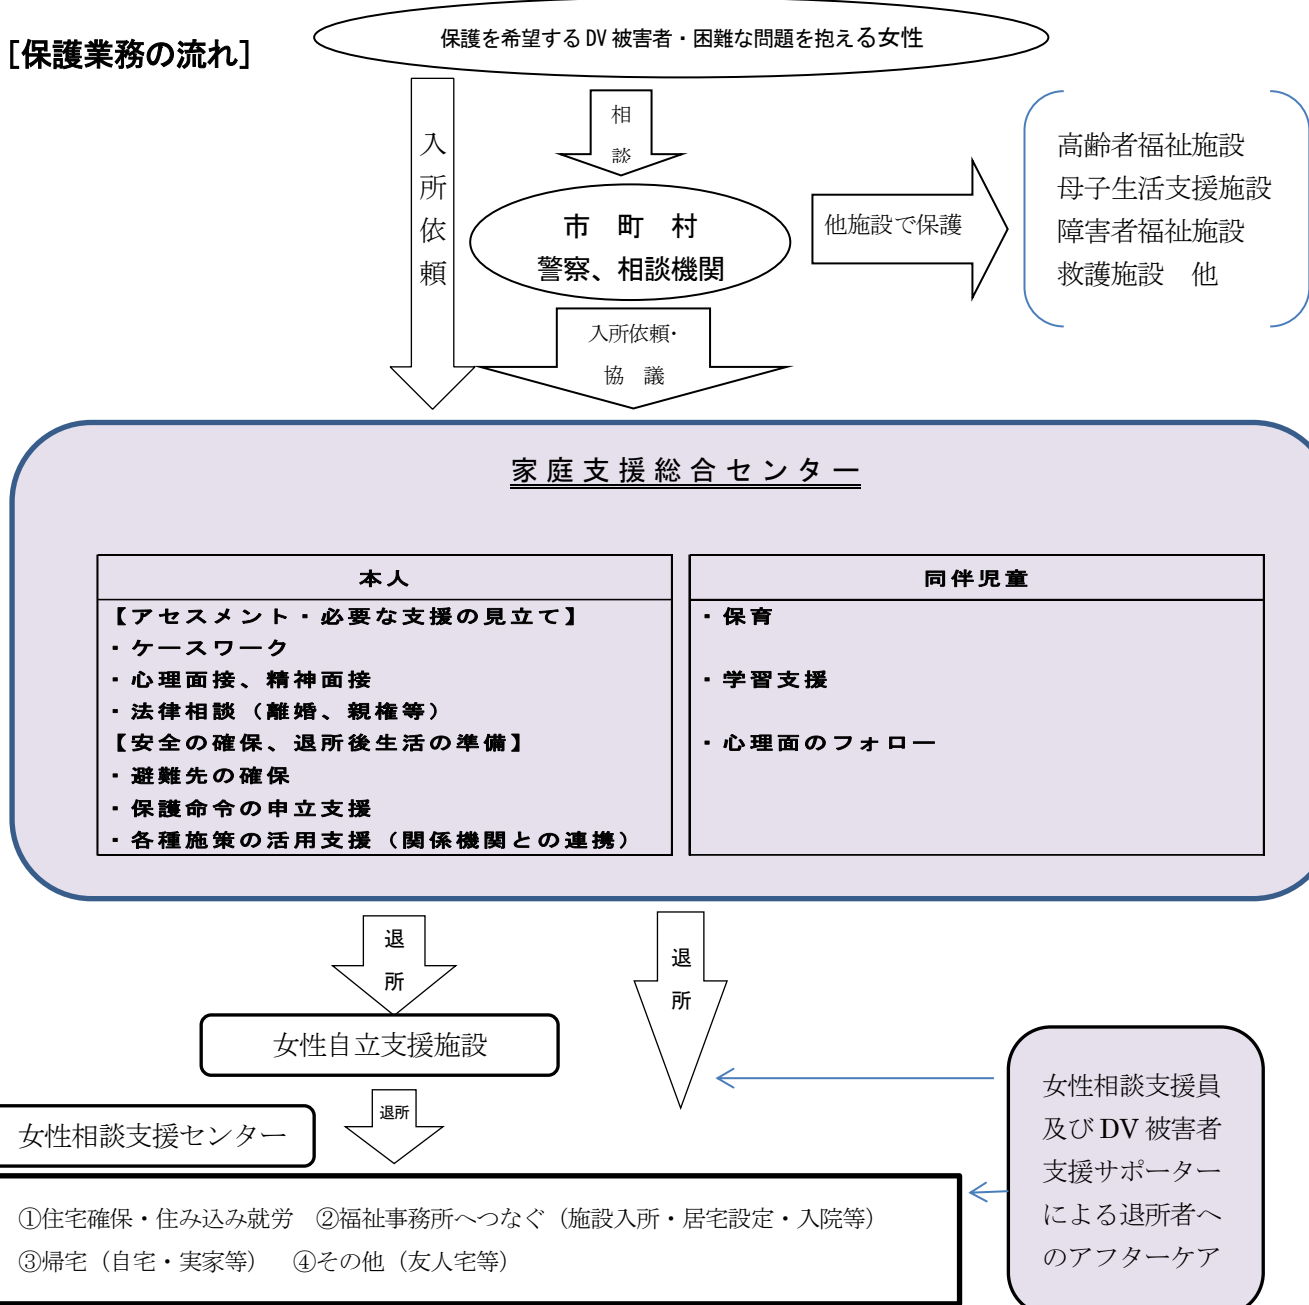 [保護業務の流れ]
保護を希望するDV被害者・困難な問題を抱える女性
入所依頼
相談
市　町　村
警察、相談機関
他施設で保護
高齢者福祉施設
母子生活支援施設
障害者福祉施設
救護施設　他
入所依頼・
協　議
家庭支援総合センター
本人
【アセスメント・必要な支援の見立て】
・ケースワーク
・心理面接、精神面接
・法律相談（離婚、親権等）
【安全の確保、退所後生活の準備】
・避難先の確保
・保護命令の申立支援
・各種施策の活用支援（関係機関との連携）
同伴児童
・保育
・学習支援
・心理面のフォロー
退所
退所
女性自立支援施設
退所
女性相談支援センター
女性相談支援員
及びDV被害者
支援サポーター
による退所者へ
のアフターケア
①住宅確保・住み込み就労　②福祉事務所へつなぐ（施設入所・居宅設定・入院等）
③帰宅（自宅・実家等）　④その他（友人宅等）